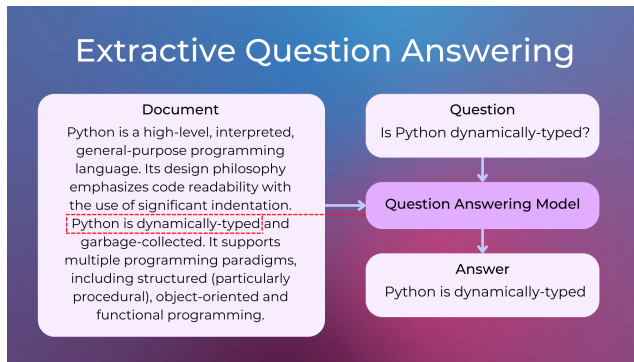 Extractive Question Answering
Document
Python is a high-level, interpreted,
general-purpose programming
language. Its design philosophy
emphasizes code readability with
the use of significant indentation.
Python is dynamically-typed and
garbage-collected. It supports
multiple programming paradigms,
including structured (particularly
procedural), object-oriented and
functional programming.
Question
Is Python dynamically-typed?
Question Answering Model
Answer
Python is dynamically-typed